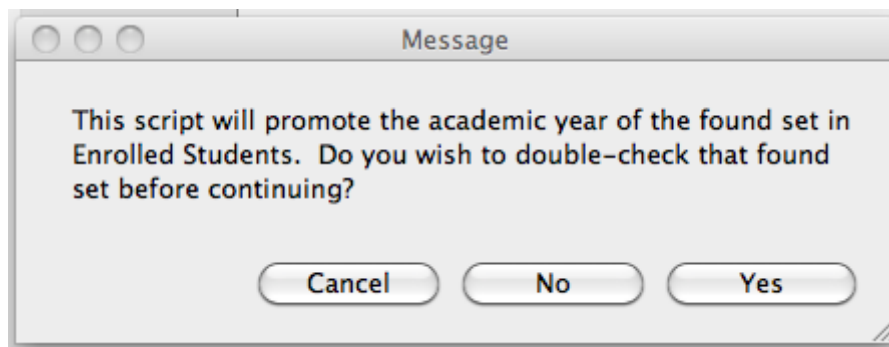 Message
This script will promote the academic year of the found set in
Enrolled Students.  Do you wish to double-check that found
set before continuing?
Cancel No Yes